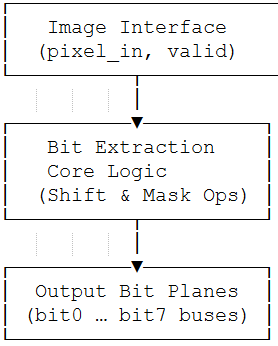 Image Interface
(pixel_in, valid)
Bit Extraction
Core Logic
(Shift & Mask Ops)
Output Bit Planes
(bit0 … bit7 buses)